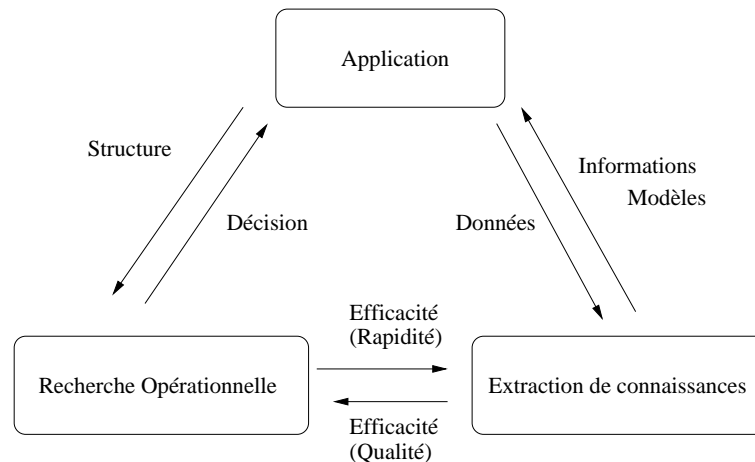 Application
Structure
Informations
Modèles
Décision
Données
Efficacité
(Rapidité)
Recherche Opérationnelle
Extraction de connaissances
Efficacité
(Qualité)